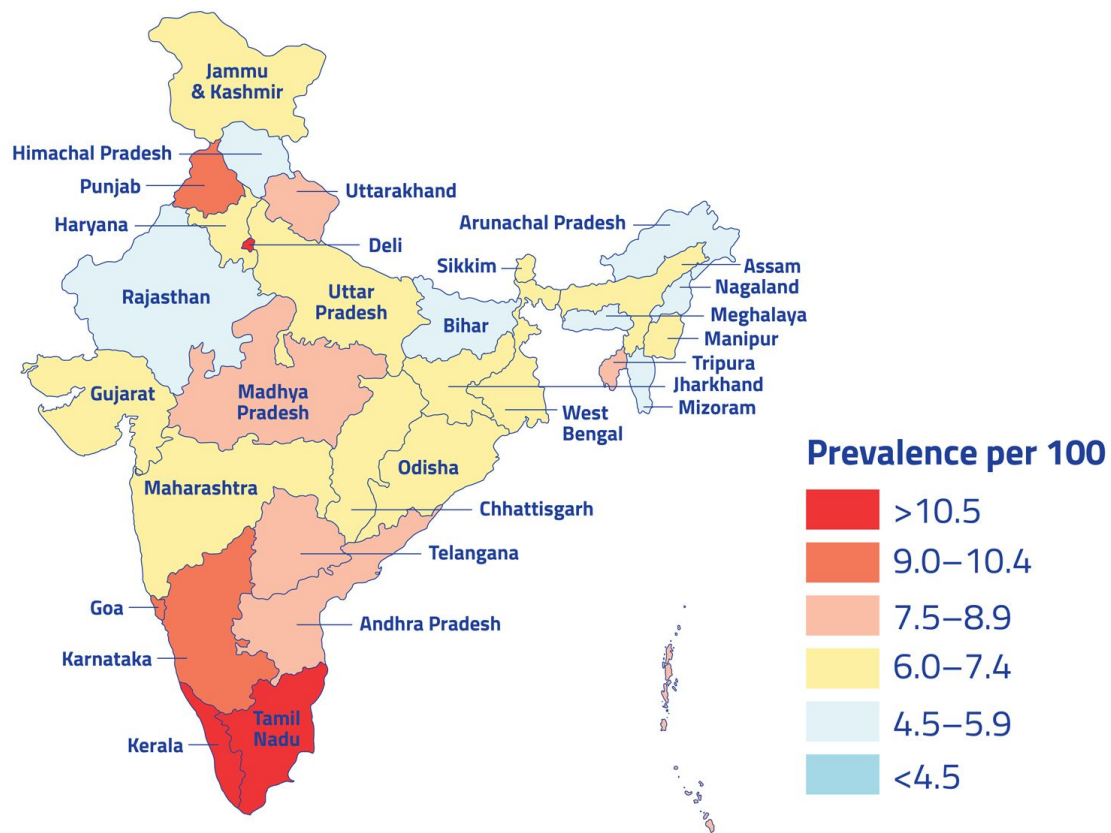 Jammu
& Kashmir
Himachal Pradesh
Punjab
Uttarakhand
Haryana
Arunachal Pradesh
Deli
Sikkim
Assam
Nagaland
Rajasthan
Uttar
Pradesh
Bihar
Meghalaya
Manipur
Tripura
Jharkhand
Gujarat
Madhya
Pradesh
Mizoram
West
Bengal
Odisha
Maharashtra
Chhattisgarh
Telangana
Goa
Andhra Pradesh
Karnataka
Tamil
Nadu
Kerala
Prevalence per 100
>10.5
9.0–10.4
7.5–8.9
6.0–7.4
4.5–5.9
<4.5